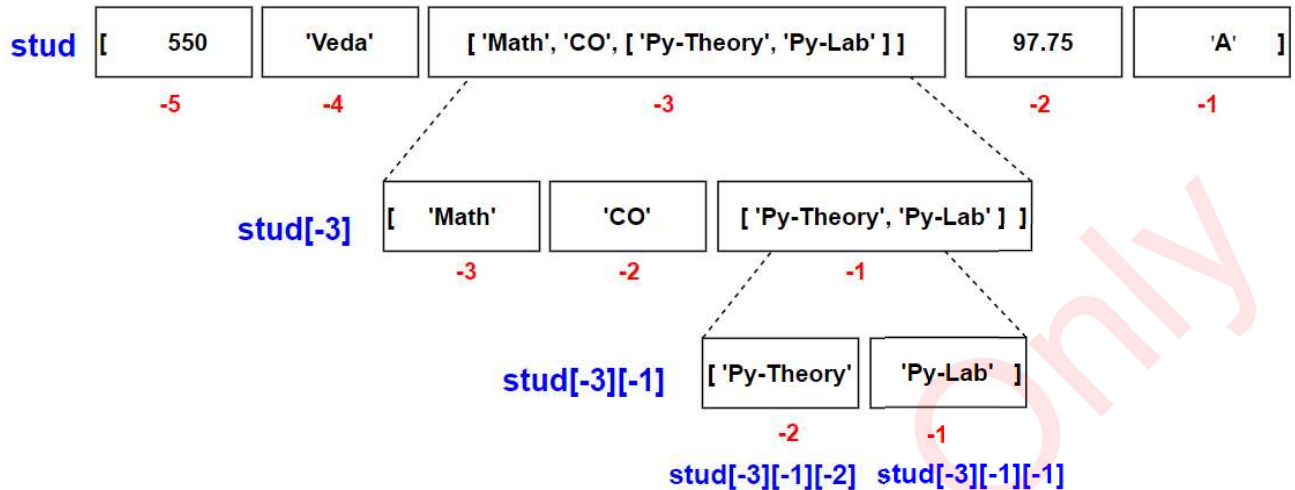 stud [ 550 'Veda' [ 'Math', 'CO', [ 'Py-Theory', 'Py-Lab' ] ] 97.75 'A' ]
-5 -4 -3 -2 -1
stud[-3] [ 'Math' 'CO' [ 'Py-Theory', 'Py-Lab' ] ]
-3 -2 -1
stud[-3][-1] [ 'Py-Theory' 'Py-Lab' ]
-2 -1
stud[-3][-1][-2] stud[-3][-1][-1]
Only